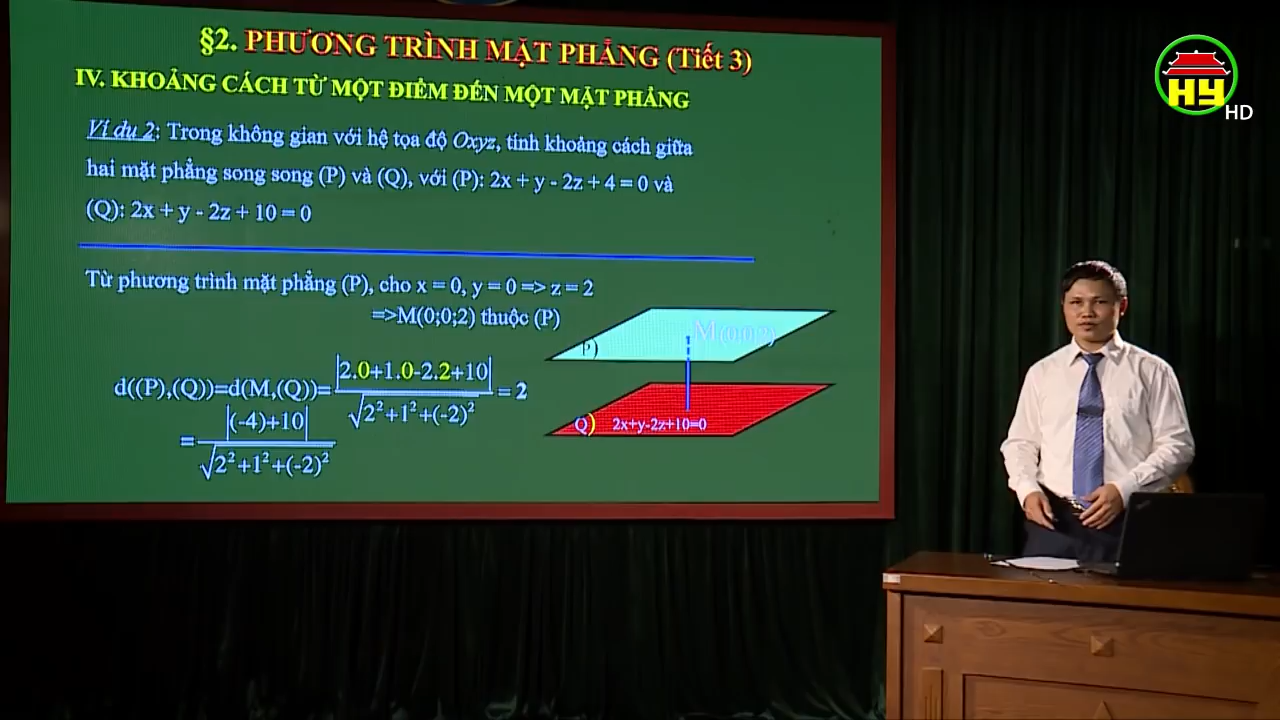 §2. PHƯƠNG TRÌNH MẶT PHẲNG (Tiết 3)
IV. KHOẢNG CÁCH TỪ MỘT ĐIỂM ĐẾN MỘT MẶT PHẲNG
Ví dụ 2: Trong không gian với hệ tọa độ Oxyz, tính khoảng cách giữa
hai mặt phẳng song song (P) và (Q), với (P): 2x + y - 2z + 4 = 0 và
(Q): 2x + y - 2z + 10 = 0
Từ phương trình mặt phẳng (P), cho x = 0, y = 0 => z = 2
=>M(0;0;2) thuộc (P)
d((P),(Q))=d(M,(Q))= |2.0+1.0-2.2+10| / √2²+1²+(-2)² = 2
= |(-4)+10| / √2²+1²+(-2)²
M(0;0;2)
P)
Q) 2x+y-2z+10=0
HY
HD